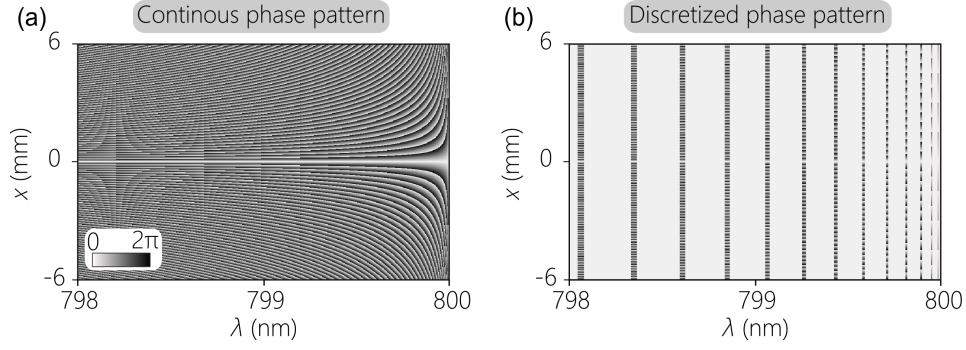 (a) Continous phase pattern
6
0
-6
x (mm)
0 2π
798 799 800
λ (nm)
(b) Discretized phase pattern
6
0
-6
x (mm)
798 799 800
λ (nm)